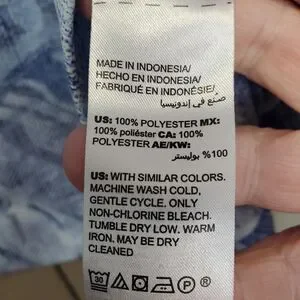 MADE IN INDONESIA/
HECHO EN INDONESIA/
FABRIQUÉ EN INDONÉSIE/
صنع في إندونيسيا
US: 100% POLYESTER MX:
100% poliéster CA: 100%
POLYESTER AE/KW:
100% بوليستر
US: WITH SIMILAR COLORS.
MACHINE WASH COLD,
GENTLE CYCLE. ONLY
NON-CHLORINE BLEACH.
TUMBLE DRY LOW. WARM
IRON. MAY BE DRY
CLEANED
30
P